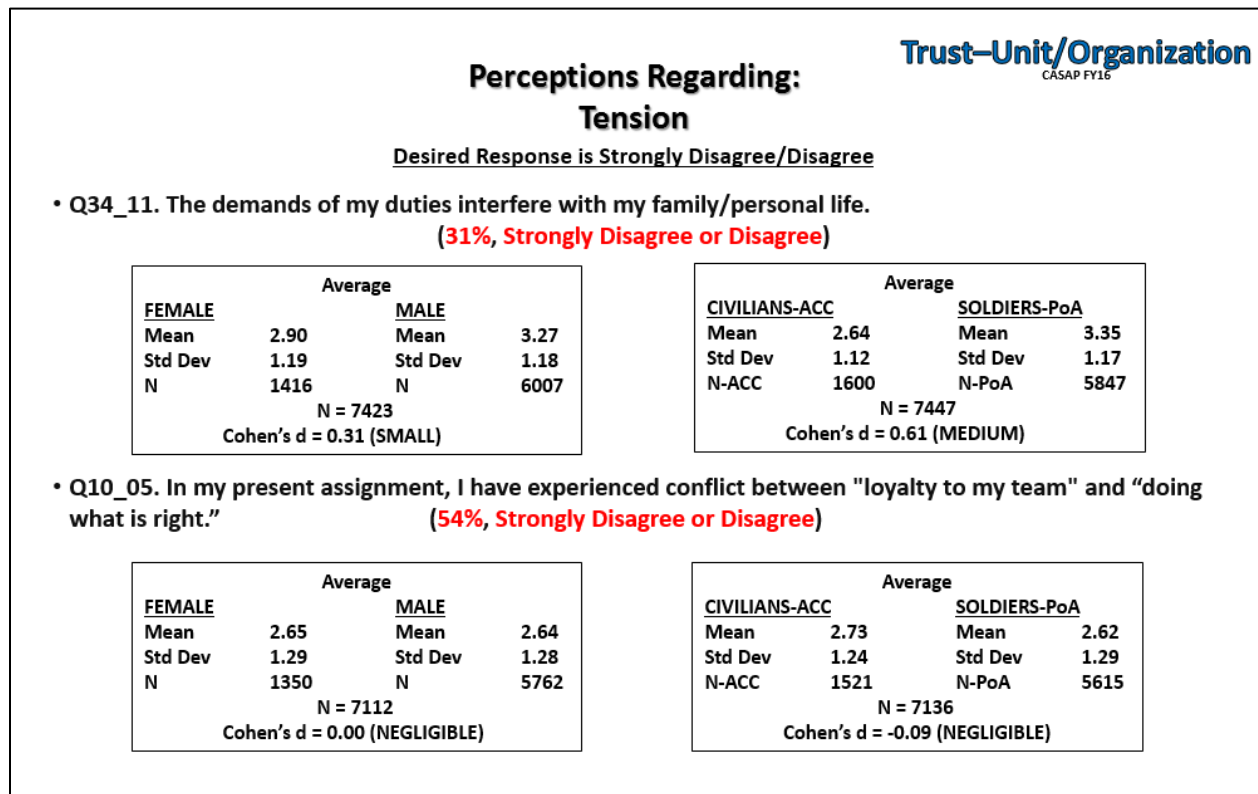 Trust–Unit/Organization
CASAP FY16
Perceptions Regarding:
Tension
Desired Response is Strongly Disagree/Disagree
• Q34_11. The demands of my duties interfere with my family/personal life.
(31%, Strongly Disagree or Disagree)
Average
FEMALE MALE
Mean 2.90 Mean 3.27
Std Dev 1.19 Std Dev 1.18
N 1416 N 6007
N = 7423
Cohen's d = 0.31 (SMALL)
Average
CIVILIANS-ACC SOLDIERS-PoA
Mean 2.64 Mean 3.35
Std Dev 1.12 Std Dev 1.17
N-ACC 1600 N-PoA 5847
N = 7447
Cohen's d = 0.61 (MEDIUM)
• Q10_05. In my present assignment, I have experienced conflict between "loyalty to my team" and “doing
what is right.” (54%, Strongly Disagree or Disagree)
Average
FEMALE MALE
Mean 2.65 Mean 2.64
Std Dev 1.29 Std Dev 1.28
N 1350 N 5762
N = 7112
Cohen's d = 0.00 (NEGLIGIBLE)
Average
CIVILIANS-ACC SOLDIERS-PoA
Mean 2.73 Mean 2.62
Std Dev 1.24 Std Dev 1.29
N-ACC 1521 N-PoA 5615
N = 7136
Cohen's d = -0.09 (NEGLIGIBLE)